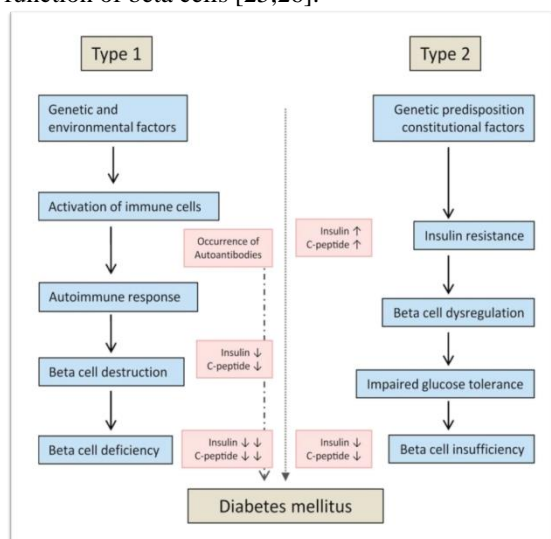 function of beta cells
Type 1
Type 2
Genetic and
environmental factors
Activation of immune cells
Occurrence of
Autoantibodies
Autoimmune response
Insulin ↓
C-peptide ↓
Beta cell destruction
Beta cell deficiency
Insulin ↓ ↓
C-peptide ↓ ↓
Genetic predisposition
constitutional factors
Insulin ↑
C-peptide ↑
Insulin resistance
Beta cell dysregulation
Impaired glucose tolerance
Insulin ↓
C-peptide ↓
Beta cell insufficiency
Diabetes mellitus